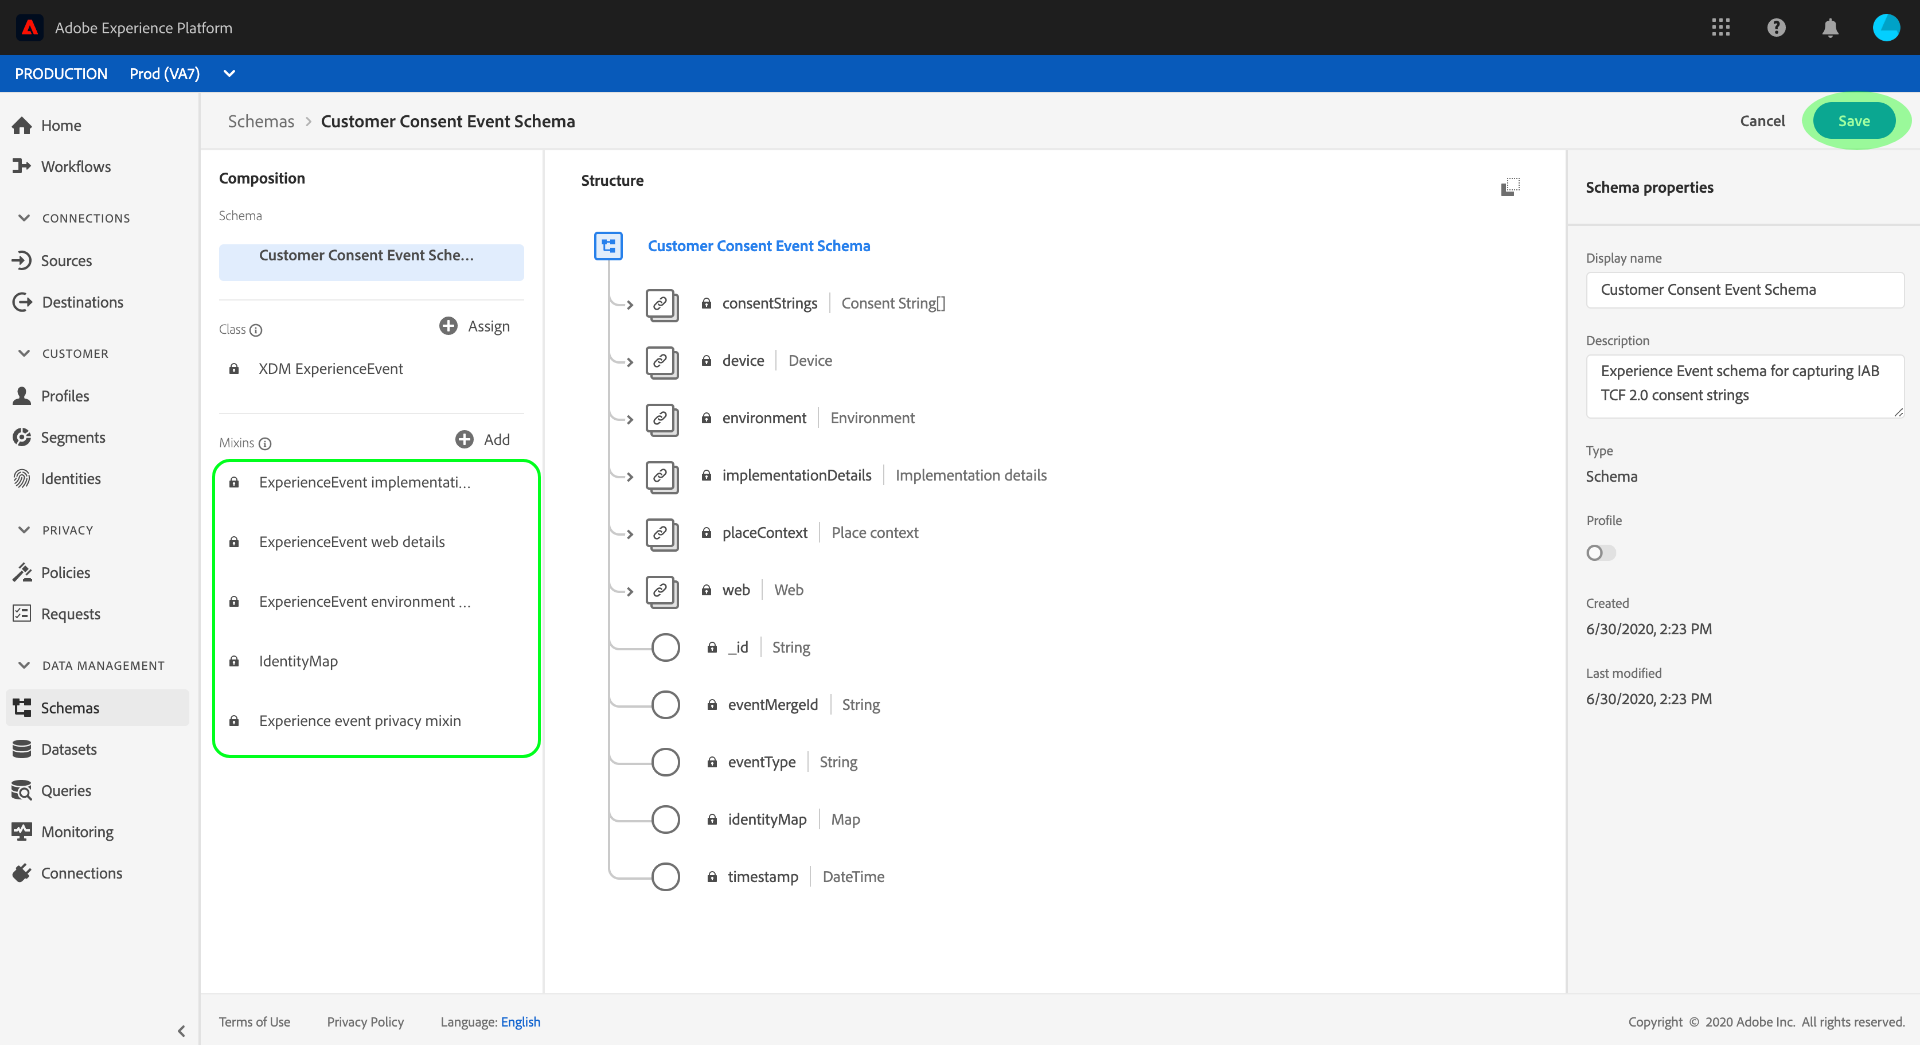 Adobe Experience Platform
PRODUCTION Prod (VA7)
Home
Workflows
CONNECTIONS
Sources
Destinations
CUSTOMER
Profiles
Segments
Identities
PRIVACY
Policies
Requests
DATA MANAGEMENT
Schemas
Datasets
Queries
Monitoring
Connections
Schemas > Customer Consent Event Schema
Cancel
Save
Composition
Schema
Customer Consent Event Sche...
Class
Assign
XDM ExperienceEvent
Mixins
Add
ExperienceEvent implementati...
ExperienceEvent web details
ExperienceEvent environment ...
IdentityMap
Experience event privacy mixin
Structure
Customer Consent Event Schema
consentStrings | Consent String[]
device | Device
environment | Environment
implementationDetails | Implementation details
placeContext | Place context
web | Web
_id | String
eventMergeId | String
eventType | String
identityMap | Map
timestamp | DateTime
Schema properties
Display name
Customer Consent Event Schema
Description
Experience Event schema for capturing IAB
TCF 2.0 consent strings
Type
Schema
Profile
Created
6/30/2020, 2:23 PM
Last modified
6/30/2020, 2:23 PM
Terms of Use Privacy Policy Language: English
Copyright © 2020 Adobe Inc. All rights reserved.